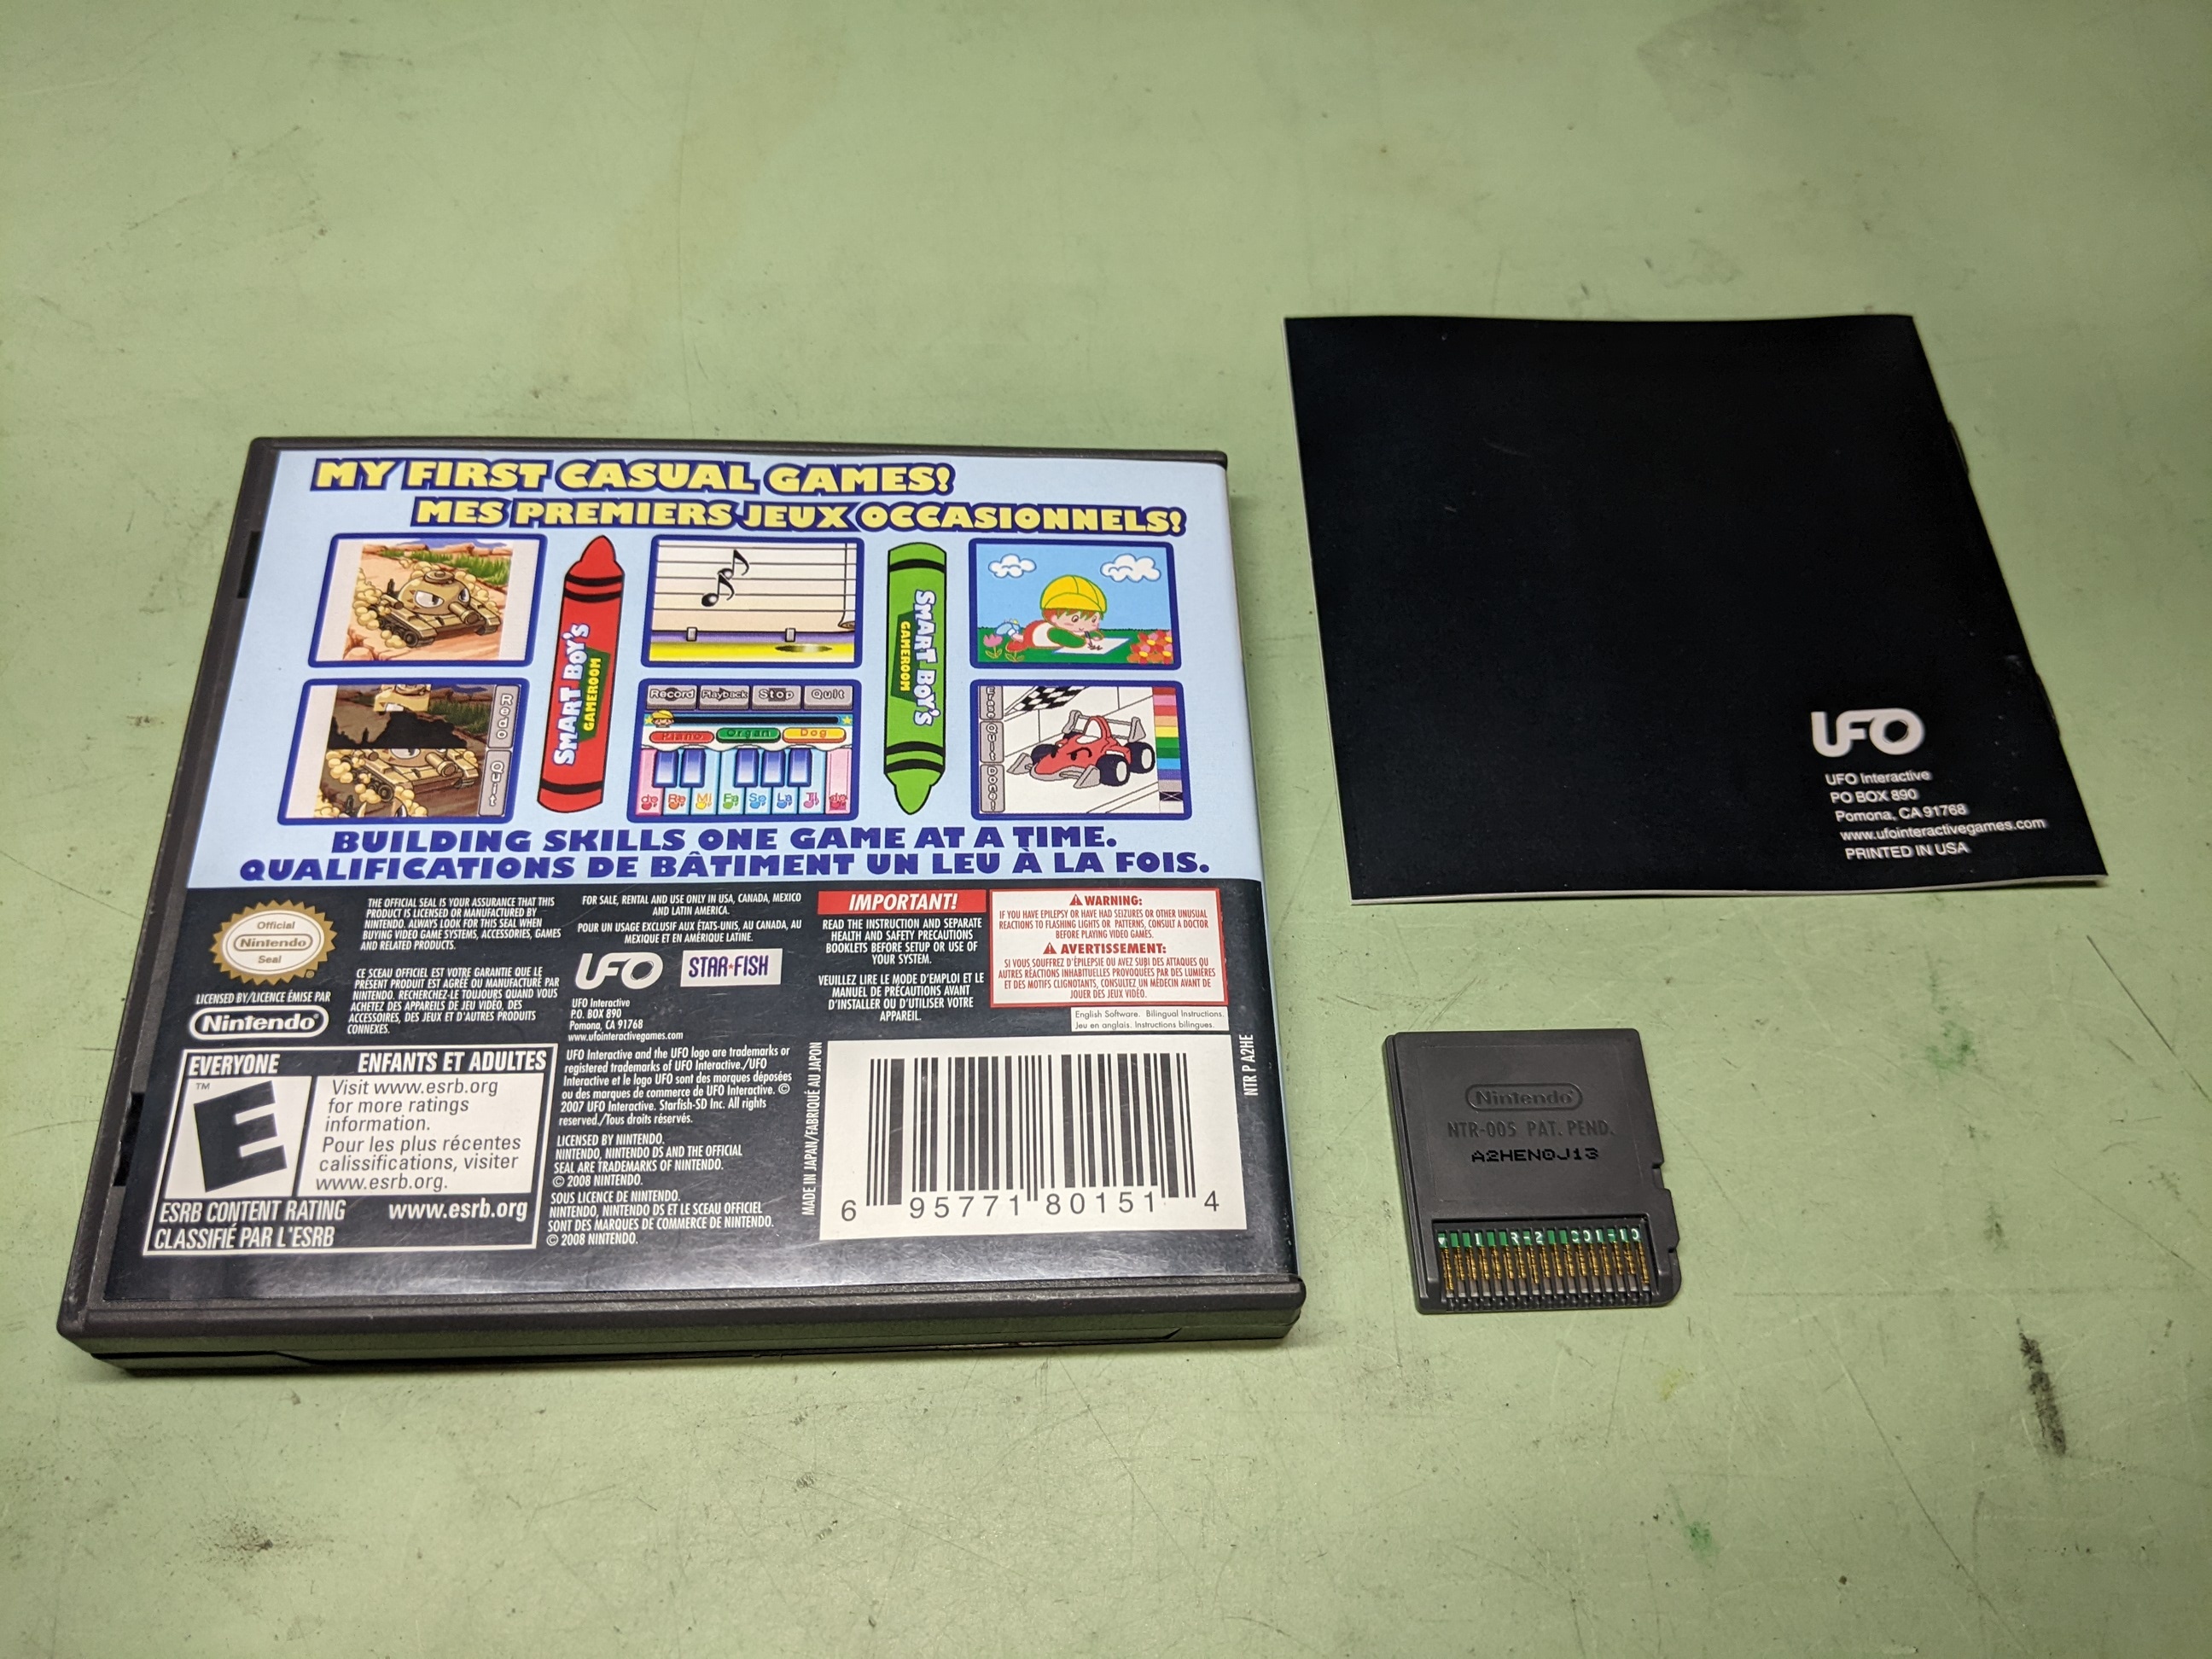 MY FIRST CASUAL GAMES!
MES PREMIERS JEUX OCCASIONNELS!
SMART BOY'S
GAMEROOM
SMART BOY'S
GAMEROOM
Redo
Quit
Record Playback Stop Quit
Piano Organ Dog
do Re Mi Fa So La Ti do
Quit
Done!
BUILDING SKILLS ONE GAME AT A TIME.
QUALIFICATIONS DE BÂTIMENT UN LEU À LA FOIS.
Official
Nintendo
Seal
THE OFFICIAL SEAL IS YOUR ASSURANCE THAT THIS
PRODUCT IS LICENSED OR MANUFACTURED BY
NINTENDO. ALWAYS LOOK FOR THIS SEAL WHEN
BUYING VIDEO GAME SYSTEMS, ACCESSORIES, GAMES
AND RELATED PRODUCTS.
CE SCEAU OFFICIEL EST VOTRE GARANTIE QUE LE
PRÉSENT PRODUIT EST AGRÉÉ OU MANUFACTURÉ PAR
NINTENDO. RECHERCHEZ-LE TOUJOURS QUAND VOUS
ACHETEZ DES APPAREILS DE JEU VIDÉO, DES
ACCESSOIRES, DES JEUX ET D'AUTRES PRODUITS
CONNEXES.
LICENSED BY/LICENCE ÉMISE PAR
Nintendo®
FOR SALE, RENTAL AND USE ONLY IN USA, CANADA, MEXICO
AND LATIN AMERICA.
POUR UN USAGE EXCLUSIF AUX ÉTATS-UNIS, AU CANADA, AU
MEXIQUE ET EN AMÉRIQUE LATINE.
UFO
STAR★FISH
UFO Interactive
P.O. BOX 890
Pomona, CA 91768
www.ufointeractivegames.com
IMPORTANT!
READ THE INSTRUCTION AND SEPARATE
HEALTH AND SAFETY PRECAUTIONS
BOOKLETS BEFORE SETUP OR USE OF
YOUR SYSTEM.
VEUILLEZ LIRE LE MODE D'EMPLOI ET LE
MANUEL DE PRÉCAUTIONS AVANT
D'INSTALLER OU D'UTILISER VOTRE
APPAREIL.
WARNING:
IF YOU HAVE EPILEPSY OR HAVE HAD SEIZURES OR OTHER UNUSUAL
REACTIONS TO FLASHING LIGHTS OR PATTERNS, CONSULT A DOCTOR
BEFORE PLAYING VIDEO GAMES.
AVERTISSEMENT:
SI VOUS SOUFFREZ D'ÉPILEPSIE OU AVEZ SUBI DES ATTAQUES OU
AUTRES RÉACTIONS INHABITUELLES PROVOQUÉES PAR DES LUMIÈRES
ET DES MOTIFS CLIGNOTANTS, CONSULTEZ UN MÉDECIN AVANT DE
JOUER DES JEUX VIDÉO.
English Software. Bilingual Instructions.
Jeu en anglais. Instructions bilingues.
EVERYONE ENFANTS ET ADULTES
™
E
Visit www.esrb.org
for more ratings
information.
Pour les plus récentes
calissifications, visiter
www.esrb.org.
ESRB CONTENT RATING www.esrb.org
CLASSIFIÉ PAR L'ESRB
UFO Interactive and the UFO logo are trademarks or
registered trademarks of UFO Interactive./UFO
Interactive et le logo UFO sont des marques déposées
ou des marques de commerce de UFO Interactive. ©
2007 UFO Interactive. Starfish-SD Inc. All rights
reserved./Tous droits réservés.
LICENSED BY NINTENDO.
NINTENDO, NINTENDO DS AND THE OFFICIAL
SEAL ARE TRADEMARKS OF NINTENDO.
© 2008 NINTENDO.
SOUS LICENCE DE NINTENDO.
NINTENDO, NINTENDO DS ET LE SCEAU OFFICIEL
SONT DES MARQUES DE COMMERCE DE NINTENDO.
© 2008 NINTENDO.
MADE IN JAPAN/FABRIQUÉ AU JAPON
NTR P A2HE
6 95771 80151 4
UFO
UFO Interactive
PO BOX 890
Pomona, CA 91768
www.ufointeractivegames.com
PRINTED IN USA
Nintendo
NTR-005 PAT. PEND.
A2HEN0J13